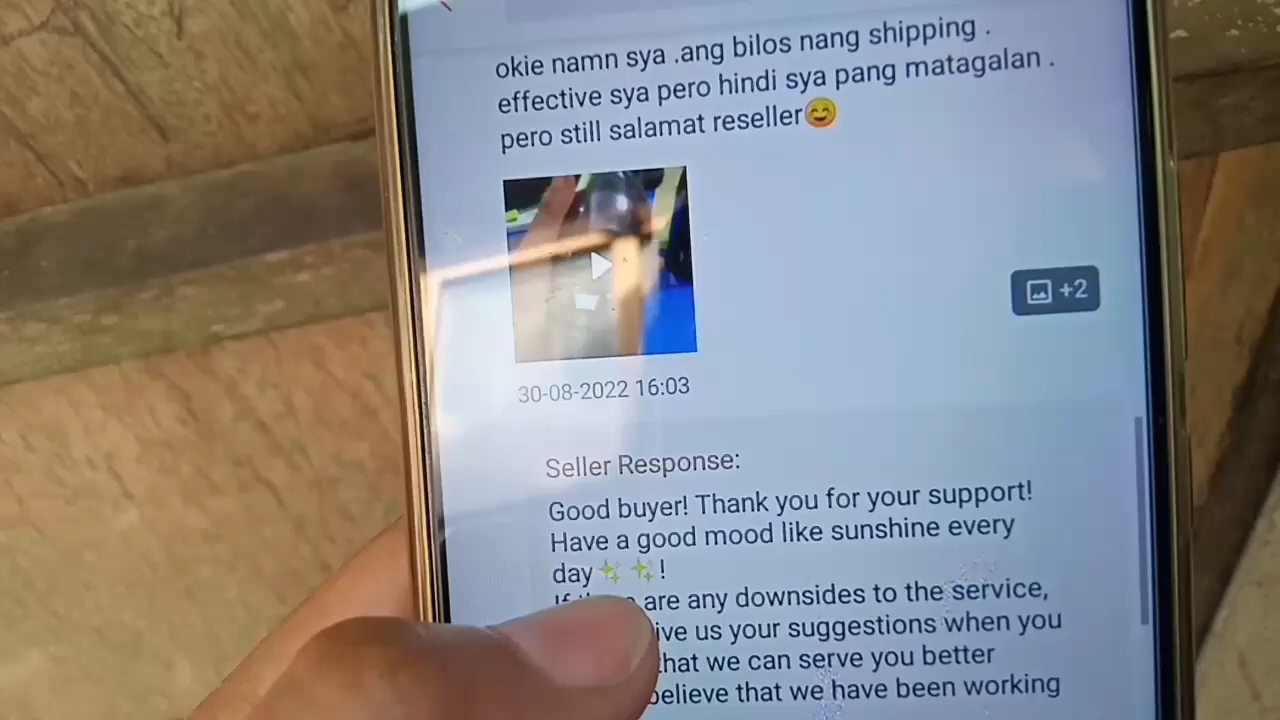 okie namn sya .ang bilos nang shipping .
effective sya pero hindi sya pang matagalan .
pero still salamat reseller😊
+2
30-08-2022 16:03
Seller Response:
Good buyer! Thank you for your support!
Have a good mood like sunshine every
day✨✨!
are any downsides to the service,
us your suggestions when you
that we can serve you better
believe that we have been working